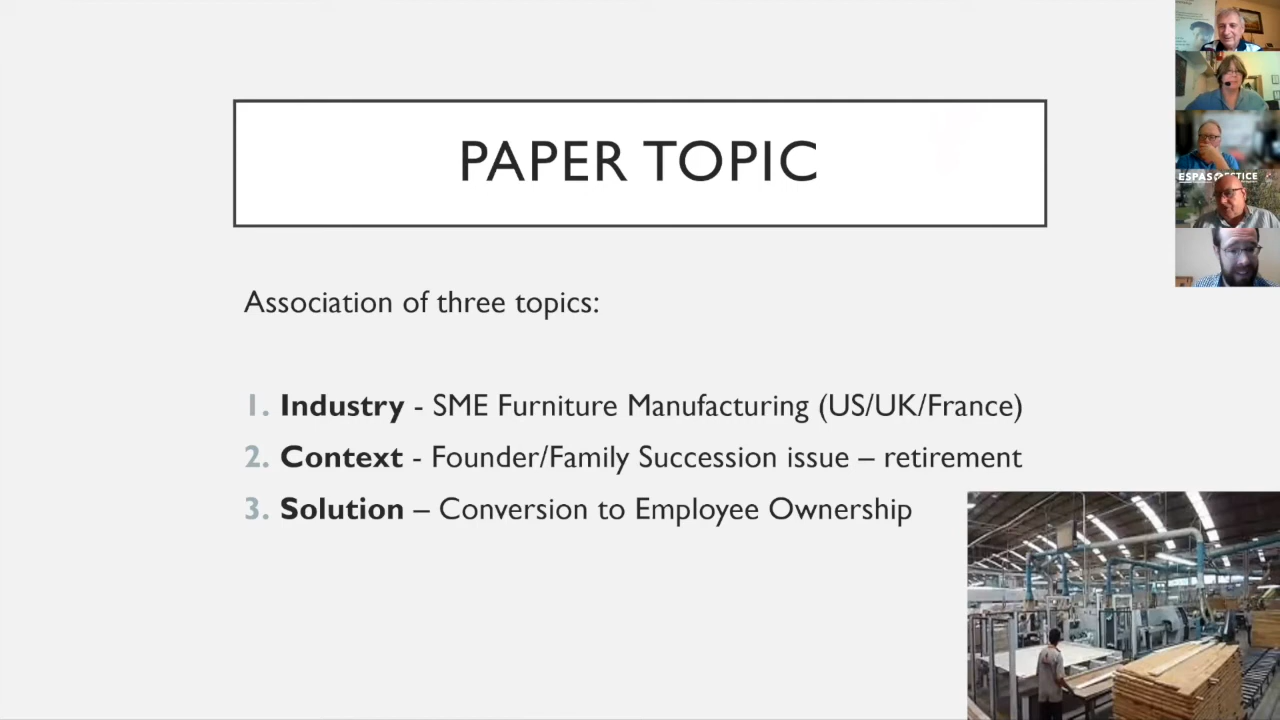 PAPER TOPIC
Association of three topics:
1. Industry - SME Furniture Manufacturing (US/UK/France)
2. Context - Founder/Family Succession issue – retirement
3. Solution – Conversion to Employee Ownership